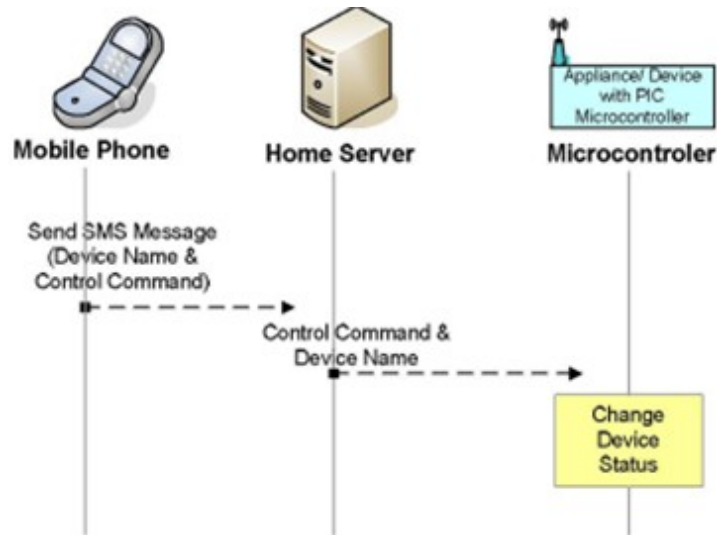 Appliance/ Device
with PIC
Microcontroller
Mobile Phone
Home Server
Microcontroler
Send SMS Message
(Device Name &
Control Command)
Control Command &
Device Name
Change
Device
Status